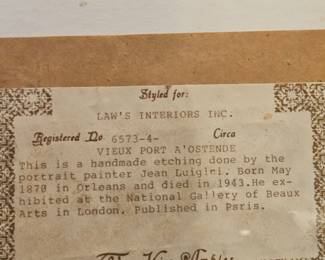 Styled for:
LAW'S INTERIORS INC.
Registered No 6573-4- Circa
VIEUX PORT A'OSTENDE
This is a handmade etching done by the
portrait painter Jean Luigini. Born May
1870 in Orleans and died in 1943.He ex-
hibited at the National Gallery of Beaux
Arts in London. Published in Paris.